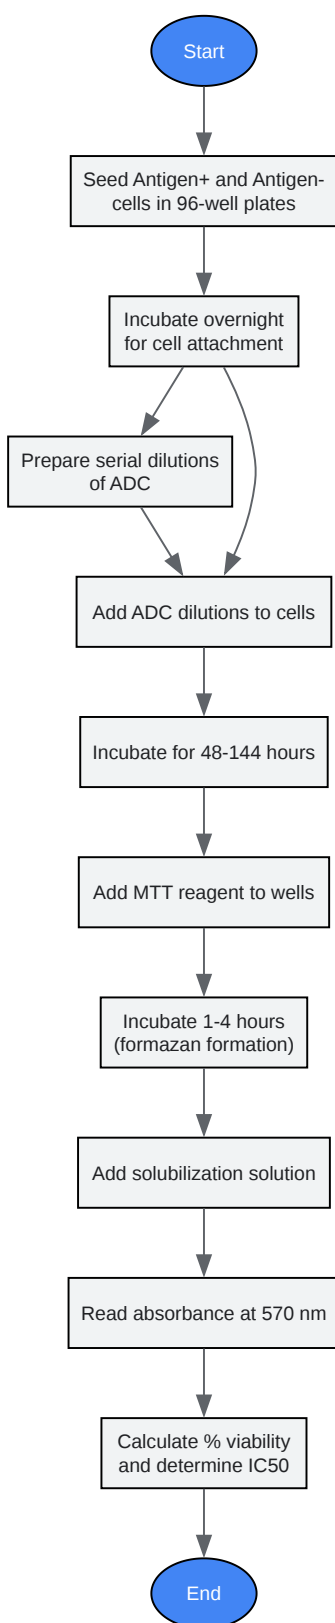 Start
Seed Antigen+ and Antigen-
cells in 96-well plates
Incubate overnight
for cell attachment
Prepare serial dilutions
of ADC
Add ADC dilutions to cells
Incubate for 48-144 hours
Add MTT reagent to wells
Incubate 1-4 hours
(formazan formation)
Add solubilization solution
Read absorbance at 570 nm
Calculate % viability
and determine IC50
End